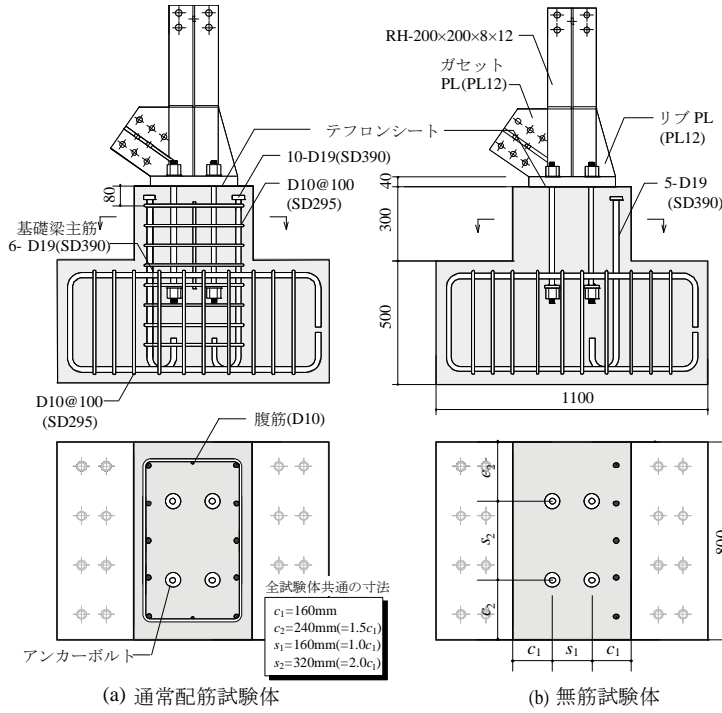 RH-200×200×8×12
ガセット
PL(PL12)
リブ PL
(PL12)
テフロンシート
10-D19(SD390)
D10@100
(SD295)
80
基礎梁主筋
6- D19(SD390)
D10@100
(SD295)
40
300
500
5-D19
(SD390)
1100
腹筋(D10)
アンカーボルト
全試験体共通の寸法
c1=160mm
c2=240mm(=1.5c1)
s1=160mm(=1.0c1)
s2=320mm(=2.0c1)
c2
s2
c2
800
c1
s1
c1
(a) 通常配筋試験体
(b) 無筋試験体